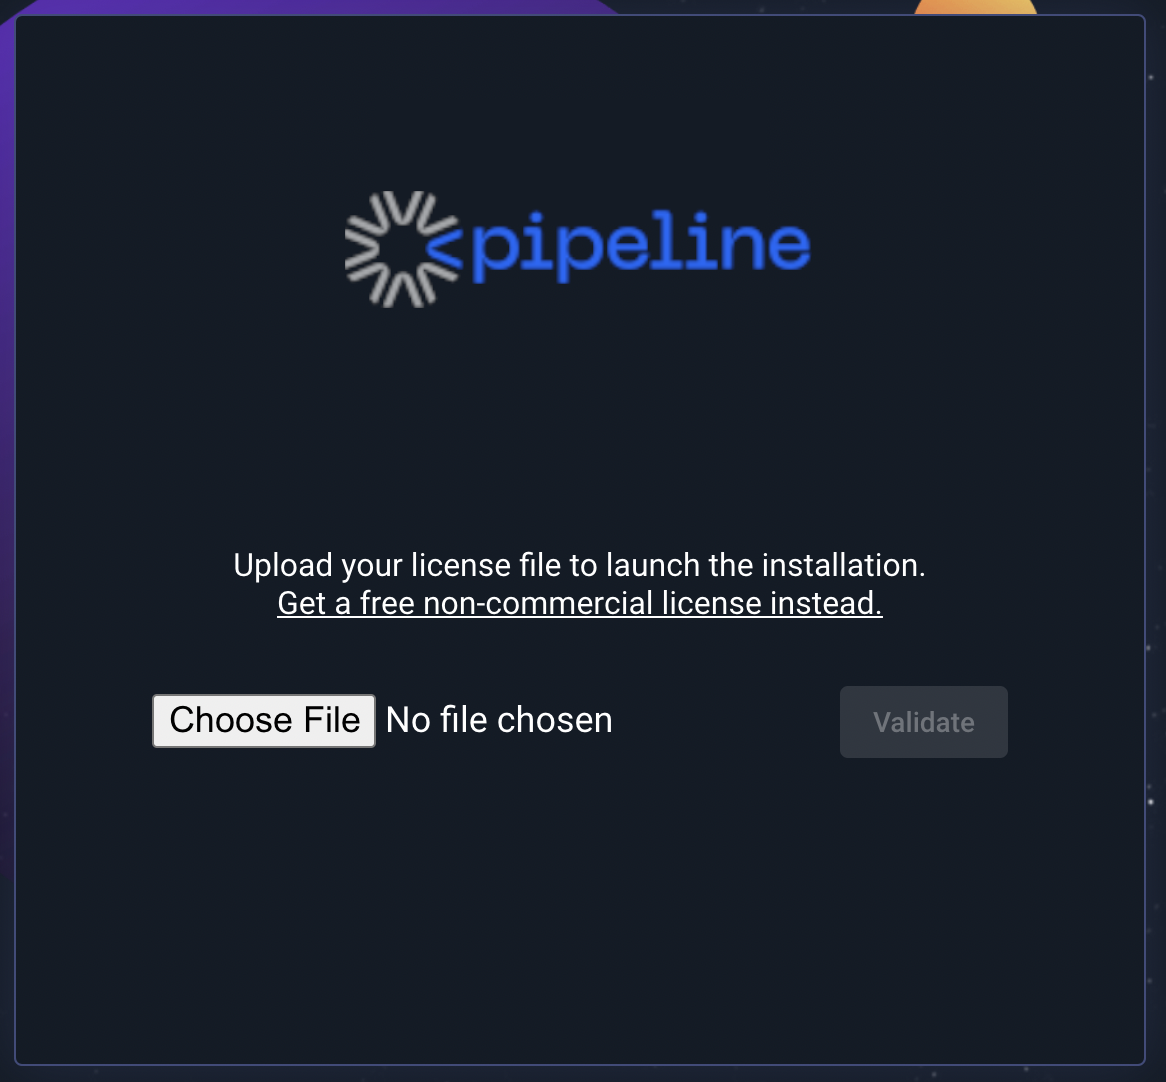 pipeline
Upload your license file to launch the installation.
Get a free non-commercial license instead.
Choose File No file chosen
Validate